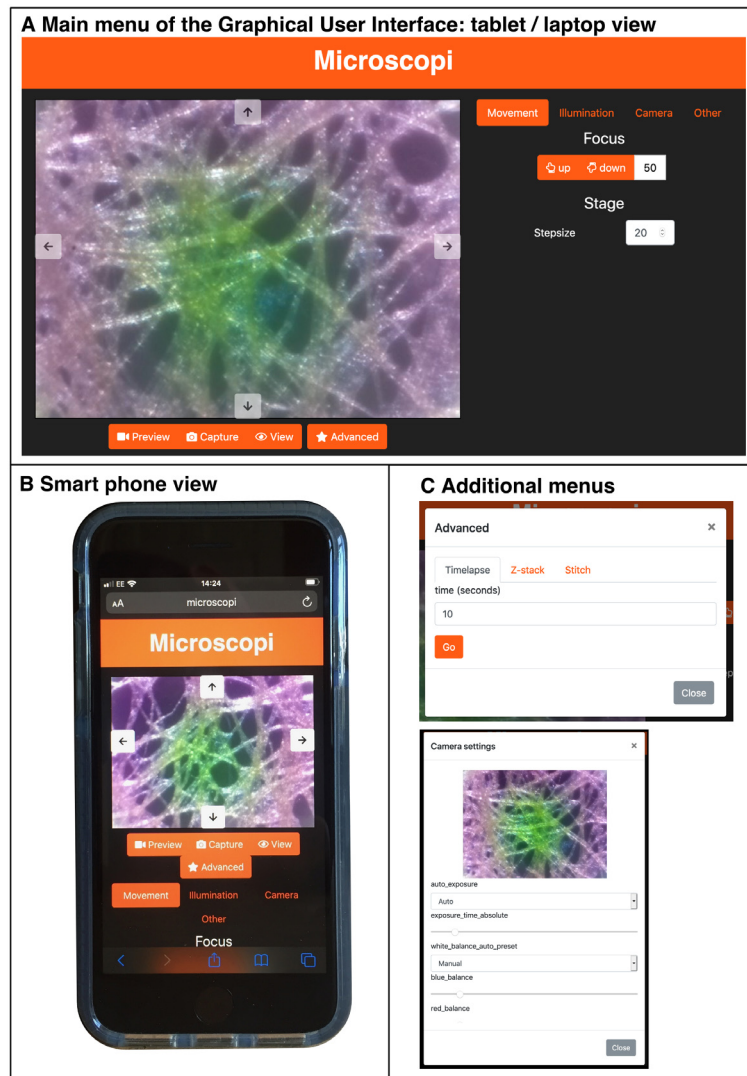 A Main menu of the Graphical User Interface: tablet / laptop view
Microscopi
Movement Illumination Camera Other
Focus
up down 50
Stage
Stepsize 20
Preview Capture View Advanced
B Smart phone view
EE 14:24
AA microscopi
Microscopi
Preview Capture View
Advanced
Movement Illumination Camera
Other
Focus
C Additional menus
Advanced ×
Timelapse Z-stack Stitch
time (seconds)
10
Go
Close
Camera settings ×
auto_exposure
Auto
exposure_time_absolute
white_balance_auto_preset
Manual
blue_balance
red_balance
Close